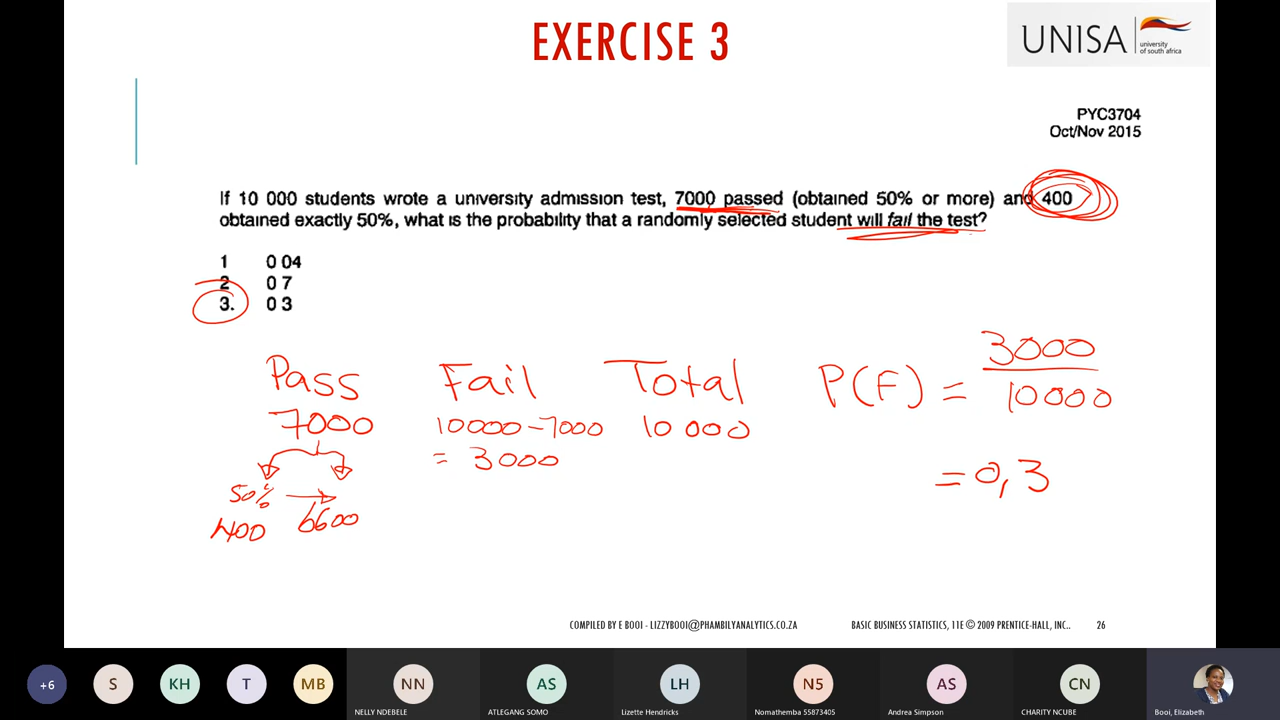 EXERCISE 3
UNISA
university
of south africa
PYC3704
Oct/Nov 2015
If 10 000 students wrote a university admission test, 7000 passed (obtained 50% or more) and 400
obtained exactly 50%, what is the probability that a randomly selected student will fail the test?
1 0 04
2 0 7
3. 0 3
Pass Fail Total P(F) = 3000
7000 10000-7000 10 000 10000
= 3000
= 0,3
50%
400 6600
COMPILED BY E BOOI - LIZZYBOOI@PHAMBILYANALYTICS.CO.ZA BASIC BUSINESS STATISTICS, 11E © 2009 PRENTICE-HALL, INC.. 26
+6 S KH T MB NN AS LH N5 AS CN
NELLY NDEBELE ATLEGANG SOMO Lizette Hendricks Nomathemba 55873405 Andrea Simpson CHARITY NCUBE Booi, Elizabeth